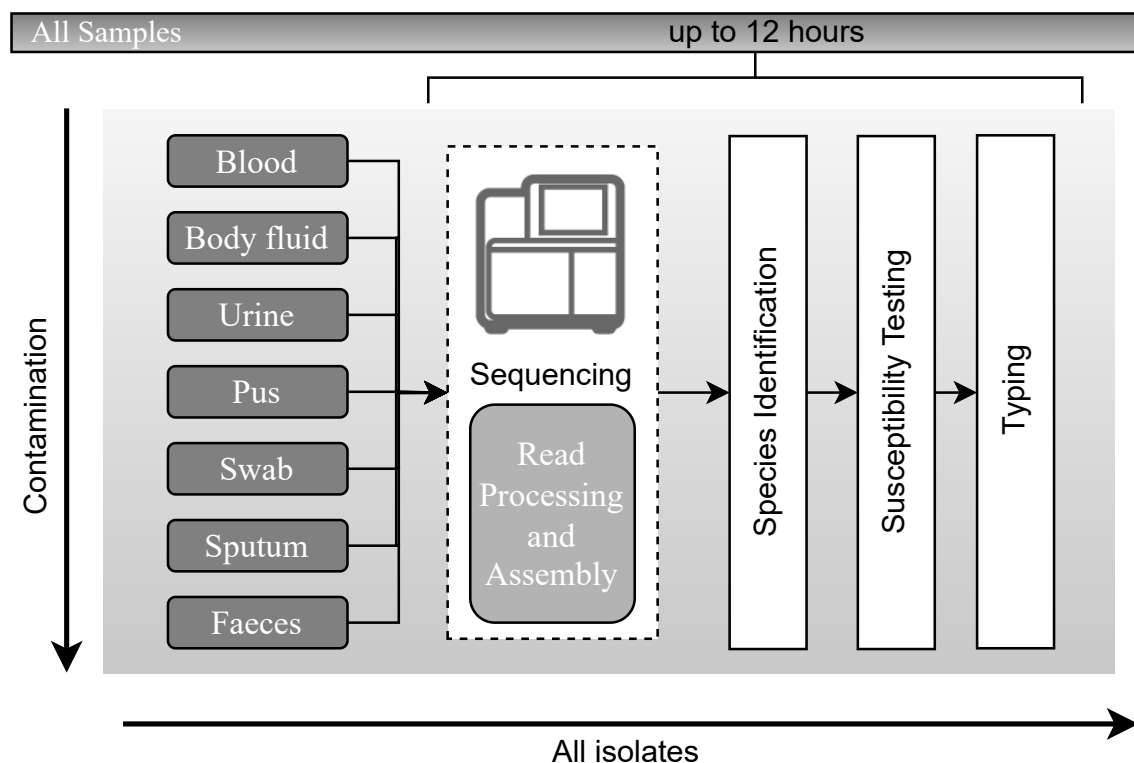 All Samples
up to 12 hours
Contamination
Blood
Body fluid
Urine
Pus
Swab
Sputum
Faeces
Sequencing
Read
Processing
and
Assembly
Species Identification
Susceptibility Testing
Typing
All isolates